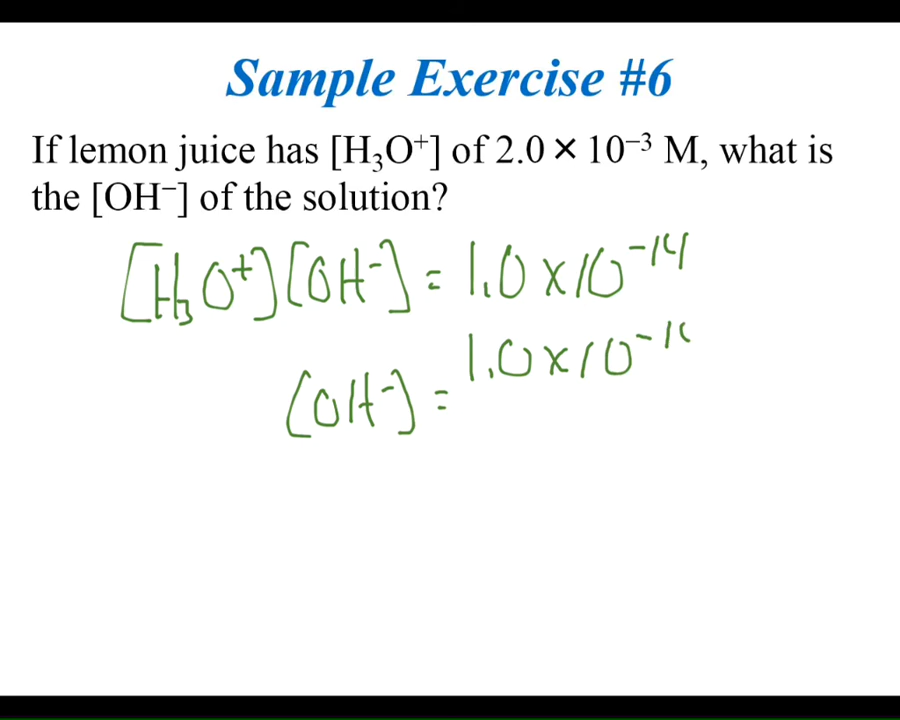 Sample Exercise #6
If lemon juice has [H₃O⁺] of 2.0 × 10⁻³ M, what is
the [OH⁻] of the solution?
[H₃O⁺][OH⁻] = 1.0 x 10⁻¹⁴
1.0 x 10⁻¹
[OH⁻] =